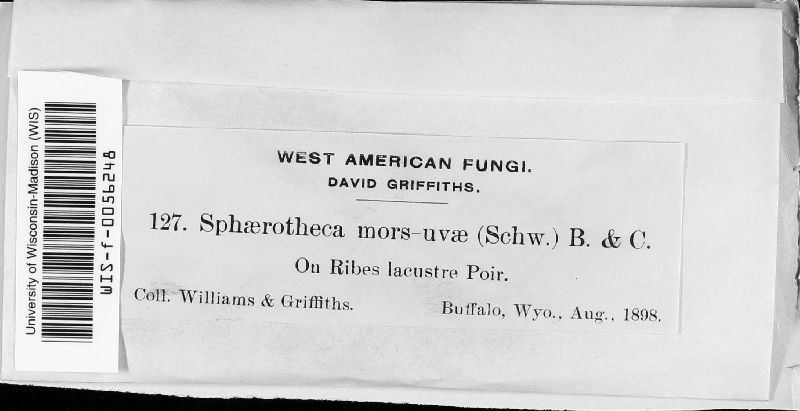 University of Wisconsin-Madison (WIS)
WIS-f-0056248
WEST AMERICAN FUNGI.
DAVID GRIFFITHS.
127. Sphærotheca mors-uvæ (Schw.) B. & C.
On Ribes lacustre Poir.
Coll. Williams & Griffiths.
Buffalo, Wyo., Aug., 1898.